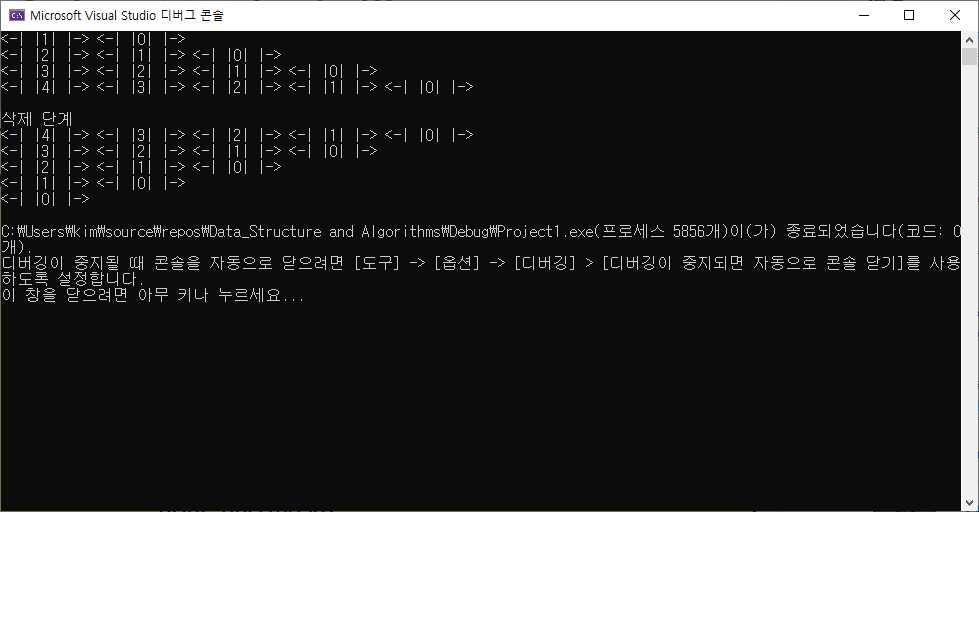 Microsoft Visual Studio 디버그 콘솔
<-| |1| |-> <-| |0| |->
<-| |2| |-> <-| |1| |-> <-| |0| |->
<-| |3| |-> <-| |2| |-> <-| |1| |-> <-| |0| |->
<-| |4| |-> <-| |3| |-> <-| |2| |-> <-| |1| |-> <-| |0| |->
삭제 단계
<-| |4| |-> <-| |3| |-> <-| |2| |-> <-| |1| |-> <-| |0| |->
<-| |3| |-> <-| |2| |-> <-| |1| |-> <-| |0| |->
<-| |2| |-> <-| |1| |-> <-| |0| |->
<-| |1| |-> <-| |0| |->
<-| |0| |->
C:₩Users₩kim₩source₩repos₩Data_Structure and Algorithms₩Debug₩Project1.exe(프로세스 5856개)이(가) 종료되었습니다(코드: 0
개).
디버깅이 중지될 때 콘솔을 자동으로 닫으려면 [도구] -> [옵션] -> [디버깅] > [디버깅이 중지되면 자동으로 콘솔 닫기]를 사용
하도록 설정합니다.
이 창을 닫으려면 아무 키나 누르세요...